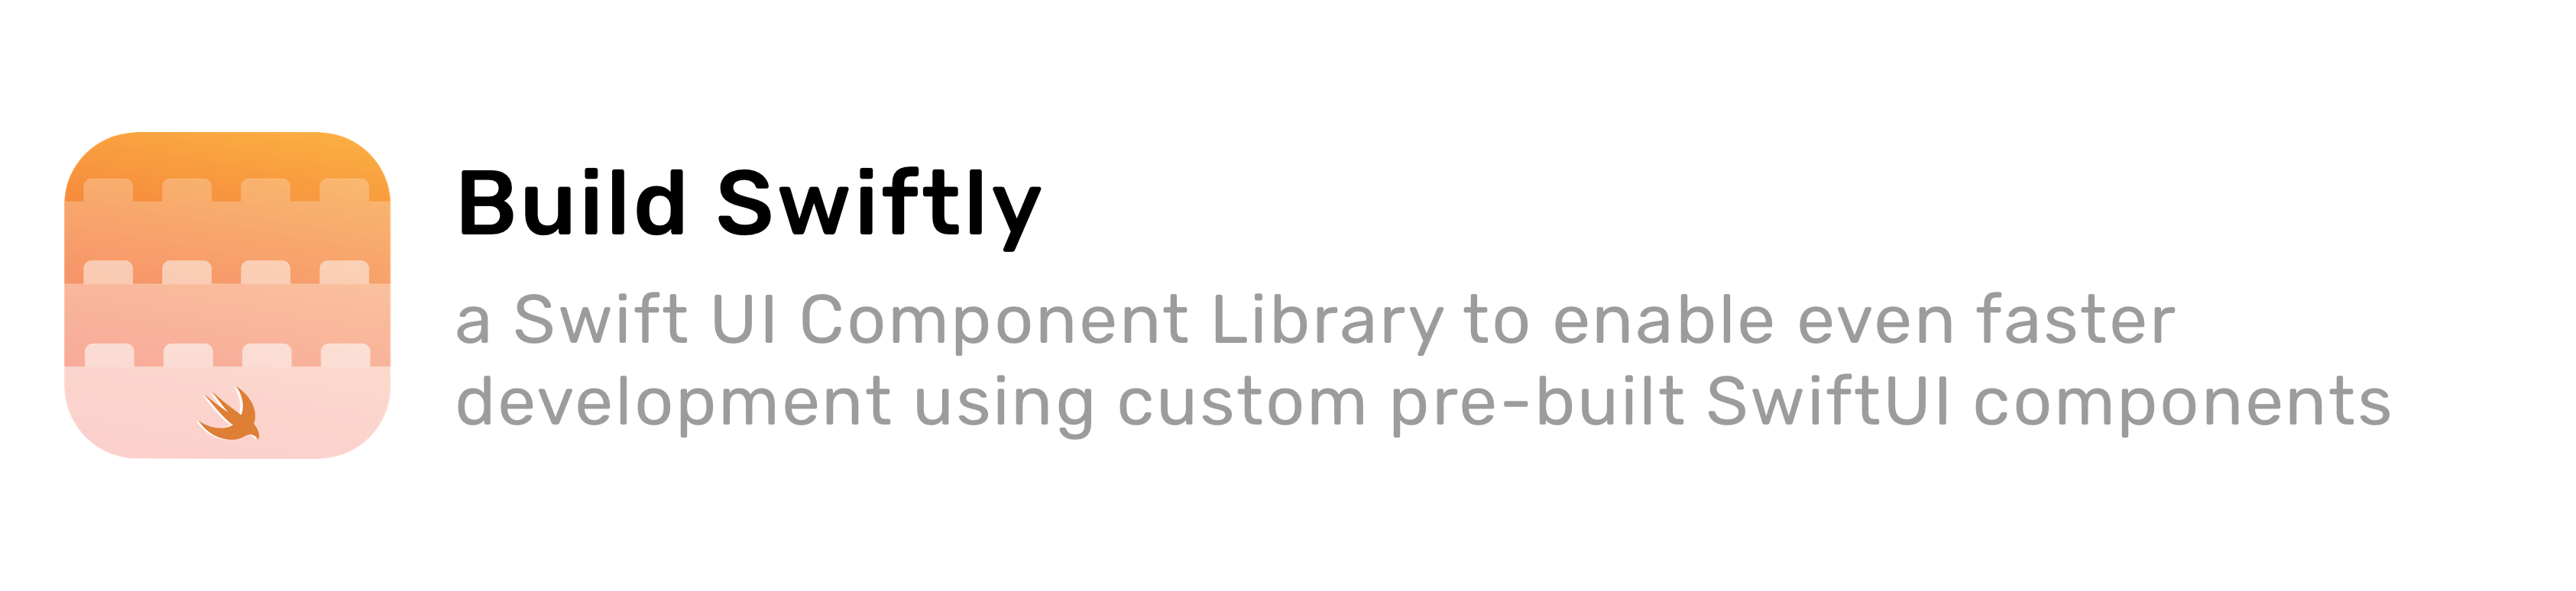 Build Swiftly
a Swift UI Component Library to enable even faster
development using custom pre-built SwiftUI components